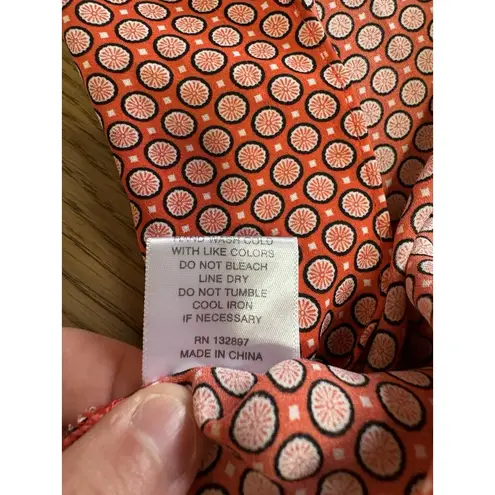 HAND WASH COLD
WITH LIKE COLORS
DO NOT BLEACH
LINE DRY
DO NOT TUMBLE
COOL IRON
IF NECESSARY
RN 132897
MADE IN CHINA